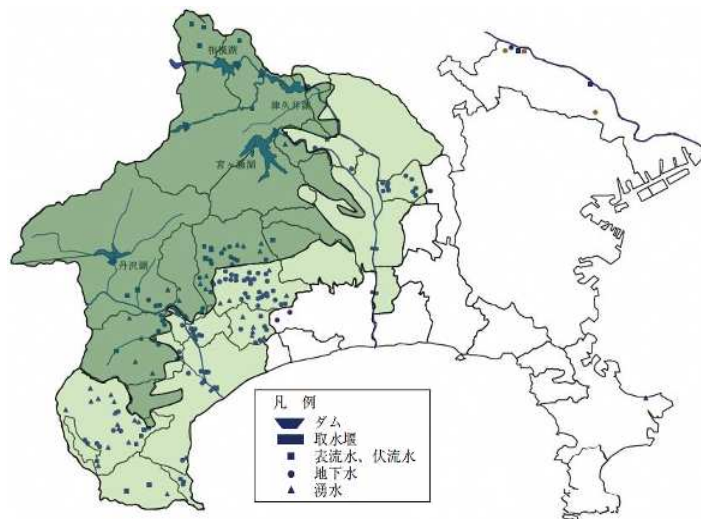 相模湖
津久井湖
宮ヶ瀬湖
丹沢湖
凡 例
ダム
取水堰
表流水、伏流水
地下水
湧水